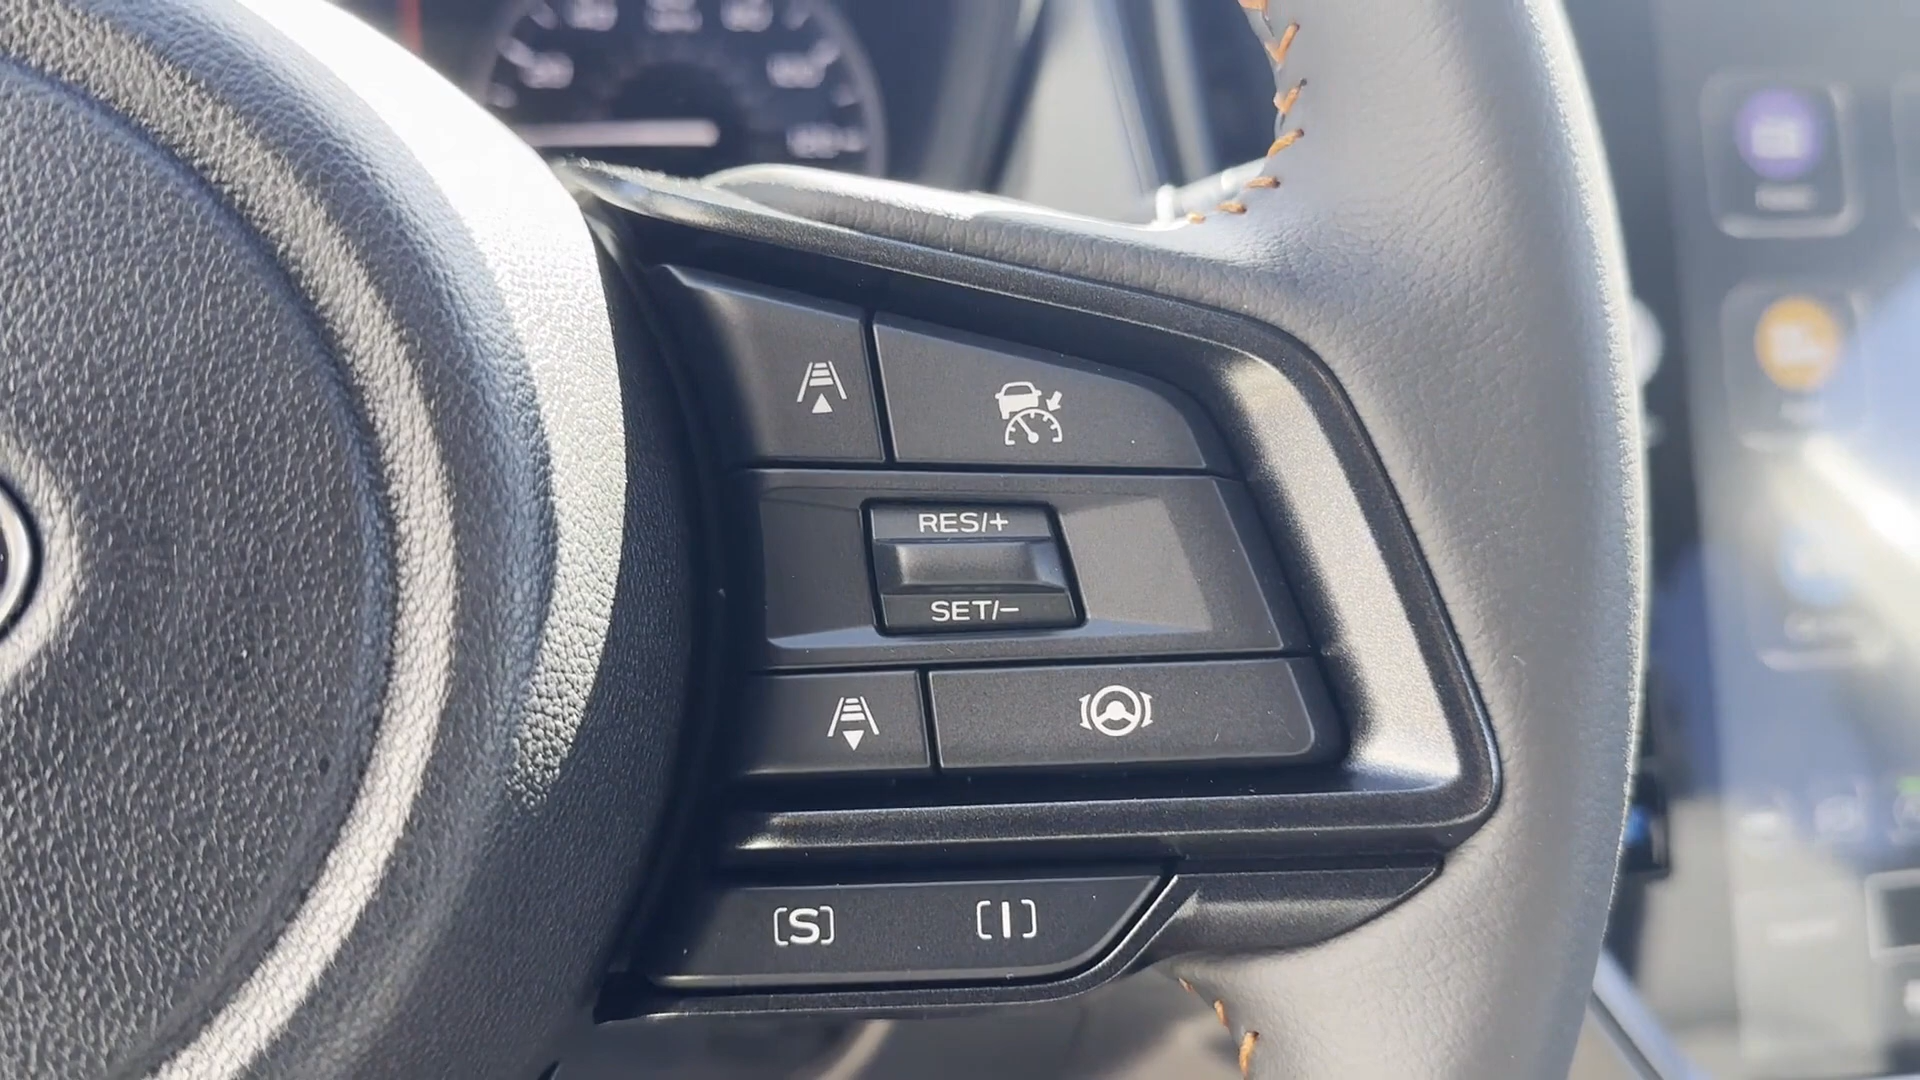 RES/+
SET/−
[S] [I]